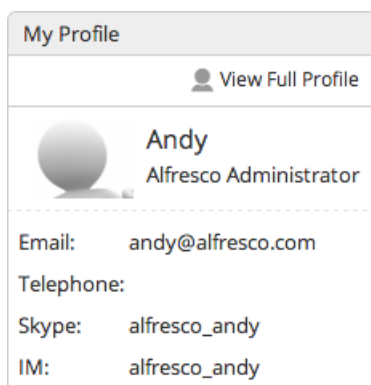 My Profile
View Full Profile
Andy
Alfresco Administrator
Email: andy@alfresco.com
Telephone:
Skype: alfresco_andy
IM: alfresco_andy